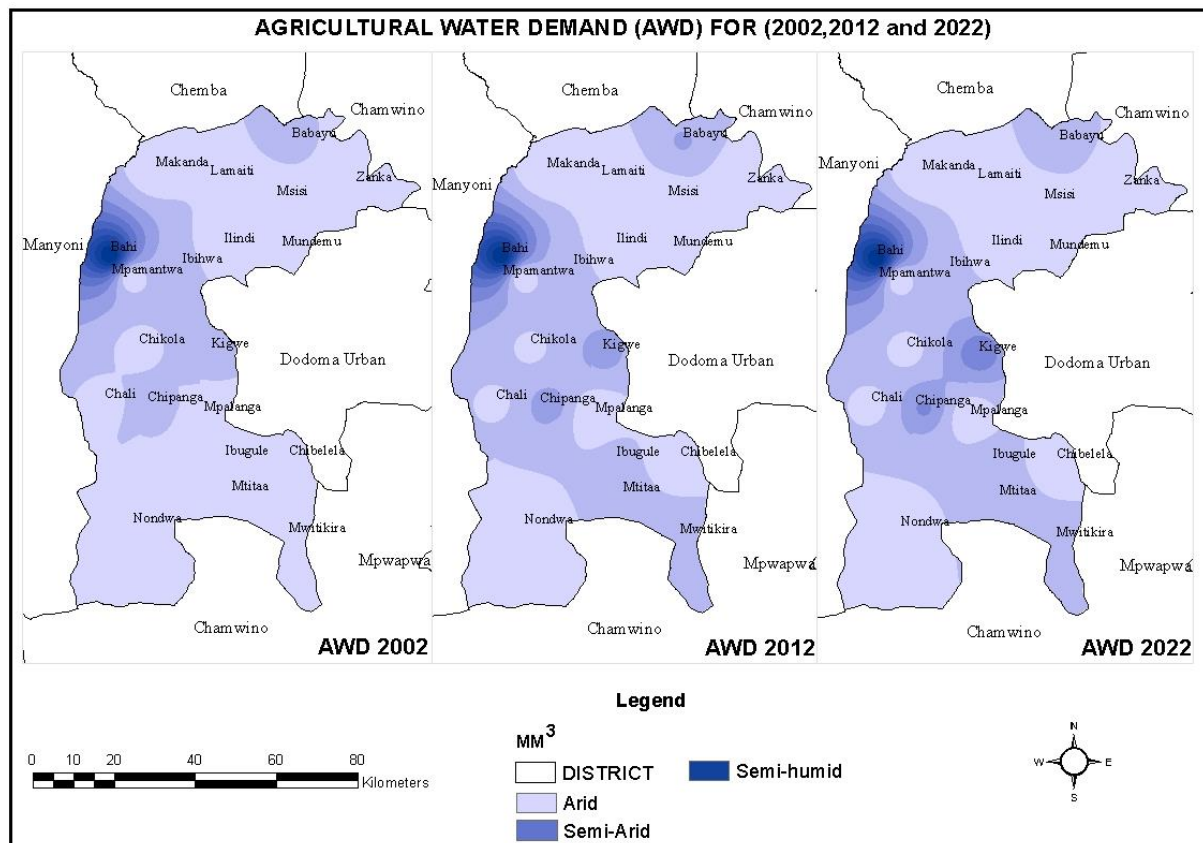 AGRICULTURAL WATER DEMAND (AWD) FOR (2002,2012 and 2022)
Chemba
Chamwino
Babayu
Makanda
Lamaiti
Zanka
Msisi
Manyoni
Bahi
Ilindi
Mundemu
Ibihwa
Mpamantwa
Chikola
Kigwe
Dodoma Urban
Chali
Chipanga
Mpalanga
Ibugule
Chibelela
Mtitaa
Nondwa
Mwitikira
Mpwapwa
Chamwino
AWD 2002
Chemba
Chamwino
Babayu
Makanda
Lamaiti
Manyoni
Zanka
Msisi
Bahi
Ilindi
Mundemu
Ibihwa
Mpamantwa
Chikola
Kigwe
Dodoma Urban
Chali
Chipanga
Mpalanga
Ibugule
Chibelela
Mtitaa
Nondwa
Mwitikira
Mpwapwa
Chamwino
AWD 2012
Chemba
Chamwino
Babayu
Manyoni
Makanda
Lamaiti
Zanka
Msisi
Bahi
Ilindi
Mundemu
Ibihwa
Mpamantwa
Chikola
Kigwe
Dodoma Urban
Chali
Chipanga
Mpalanga
Ibugule
Chibelela
Mtitaa
Nondwa
Mwitikira
Mpwapwa
Chamwino
AWD 2022
Legend
MM³
DISTRICT
Semi-humid
Arid
Semi-Arid
0 10 20 40 60 80
Kilometers
N
W E
S